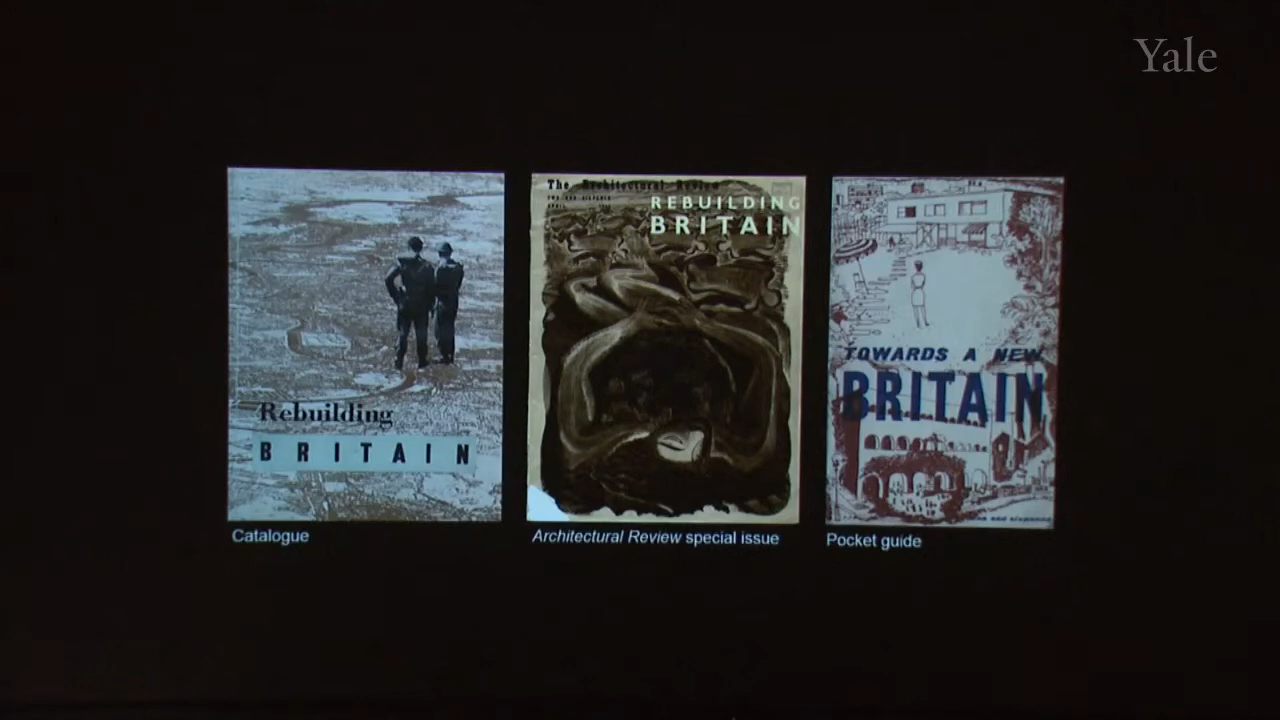 Yale
Rebuilding
BRITAIN
Catalogue
The Architectural Review
REBUILDING
BRITAIN
Architectural Review special issue
TOWARDS A NEW
BRITAIN
Pocket guide